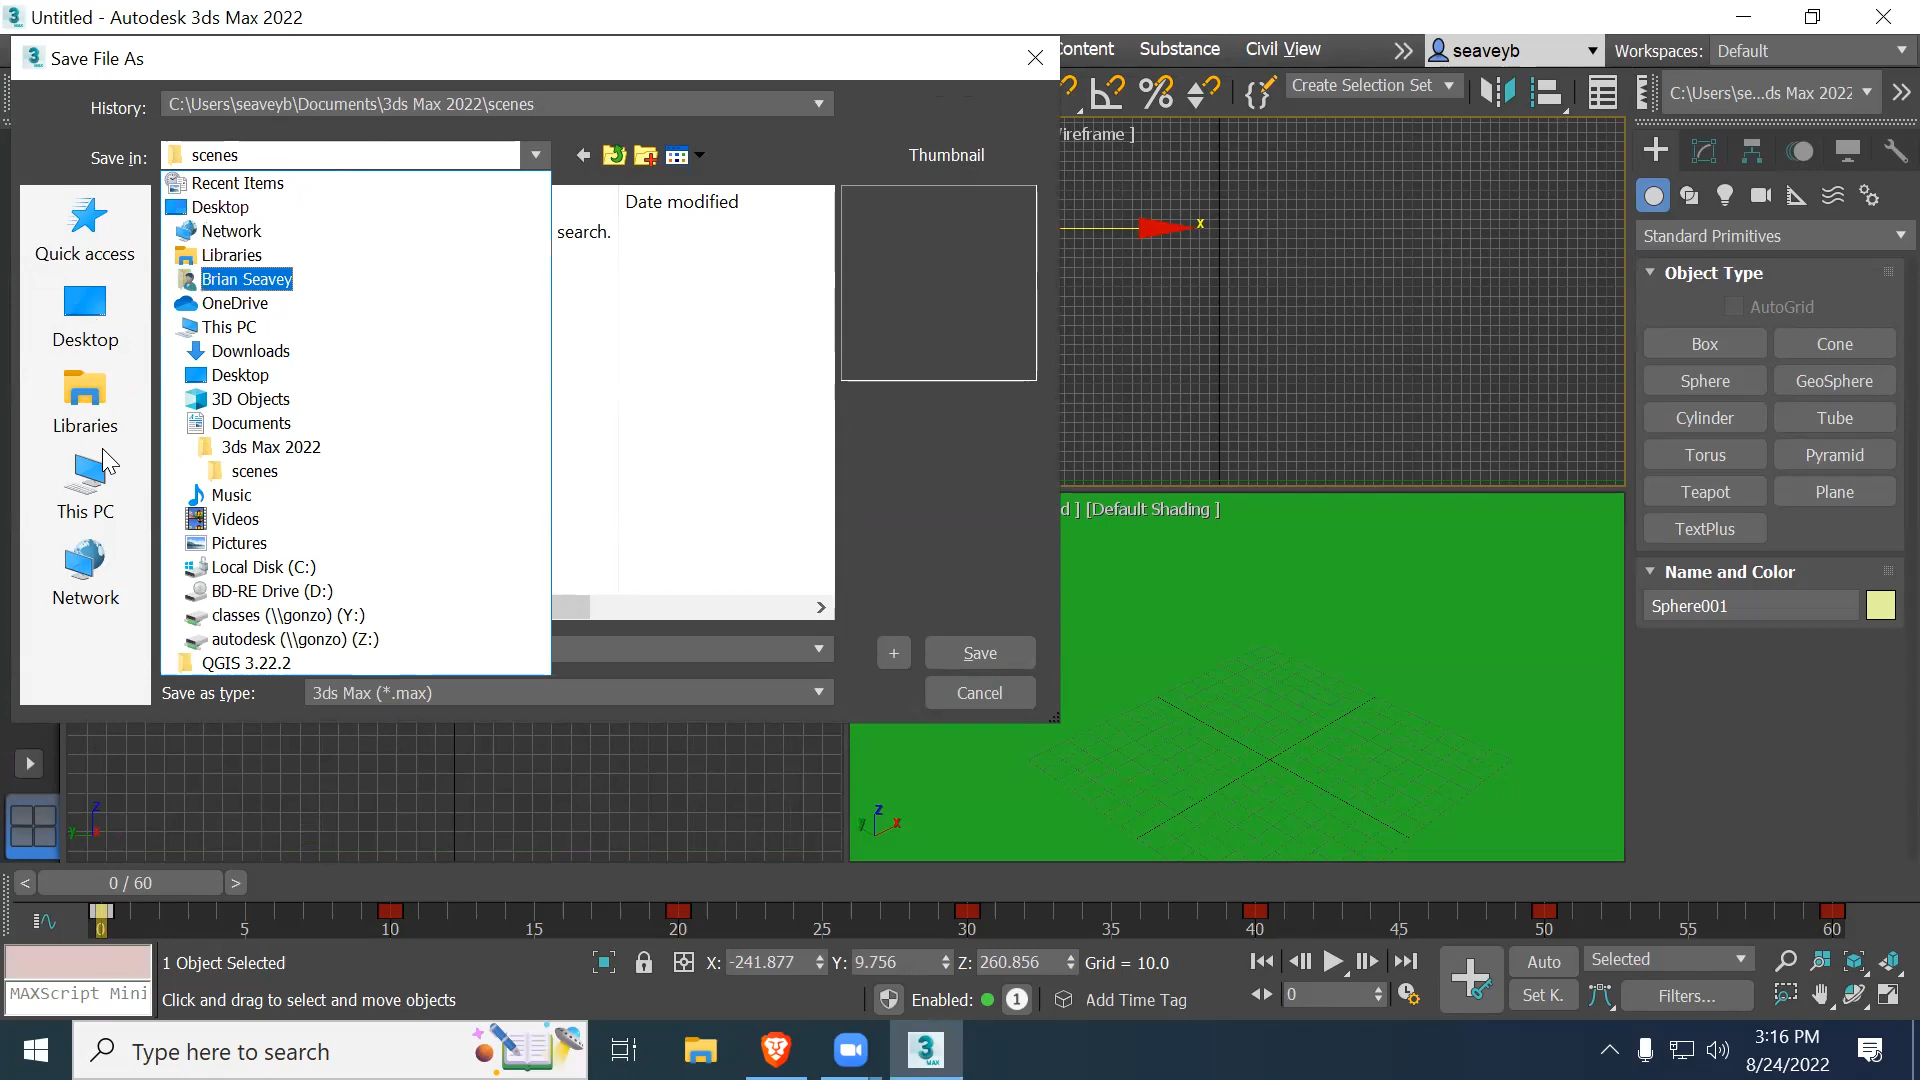 Untitled - Autodesk 3ds Max 2022
Save File As
Content
Substance
Civil View
seaveyb
Workspaces:
Default
History:
C:\Users\seaveyb\Documents\3ds Max 2022\scenes
Create Selection Set
C:\Users\se...ds Max 2022
Save in:
scenes
Thumbnail
Wireframe ]
Recent Items
Desktop
Network
Libraries
Brian Seavey
OneDrive
This PC
Downloads
Desktop
3D Objects
Documents
3ds Max 2022
scenes
Music
Videos
Pictures
Local Disk (C:)
BD-RE Drive (D:)
classes (\\gonzo) (Y:)
autodesk (\\gonzo) (Z:)
QGIS 3.22.2
Date modified
search.
Quick access
Desktop
Libraries
This PC
Network
+
Save
Save as type:
3ds Max (*.max)
Cancel
x
d ] [Default Shading ]
Standard Primitives
Object Type
AutoGrid
Box
Cone
Sphere
GeoSphere
Cylinder
Tube
Torus
Pyramid
Teapot
Plane
TextPlus
Name and Color
Sphere001
z
y
x
z
y
x
< 0 / 60 >
0 5 10 15 20 25 30 35 40 45 50 55 60
1 Object Selected
X: -241.877
Y: 9.756
Z: 260.856
Grid = 10.0
Auto
Selected
MAXScript Mini
Click and drag to select and move objects
Enabled:
1
Add Time Tag
0
Set K.
Filters...
Type here to search
3
MAX
3:16 PM
8/24/2022